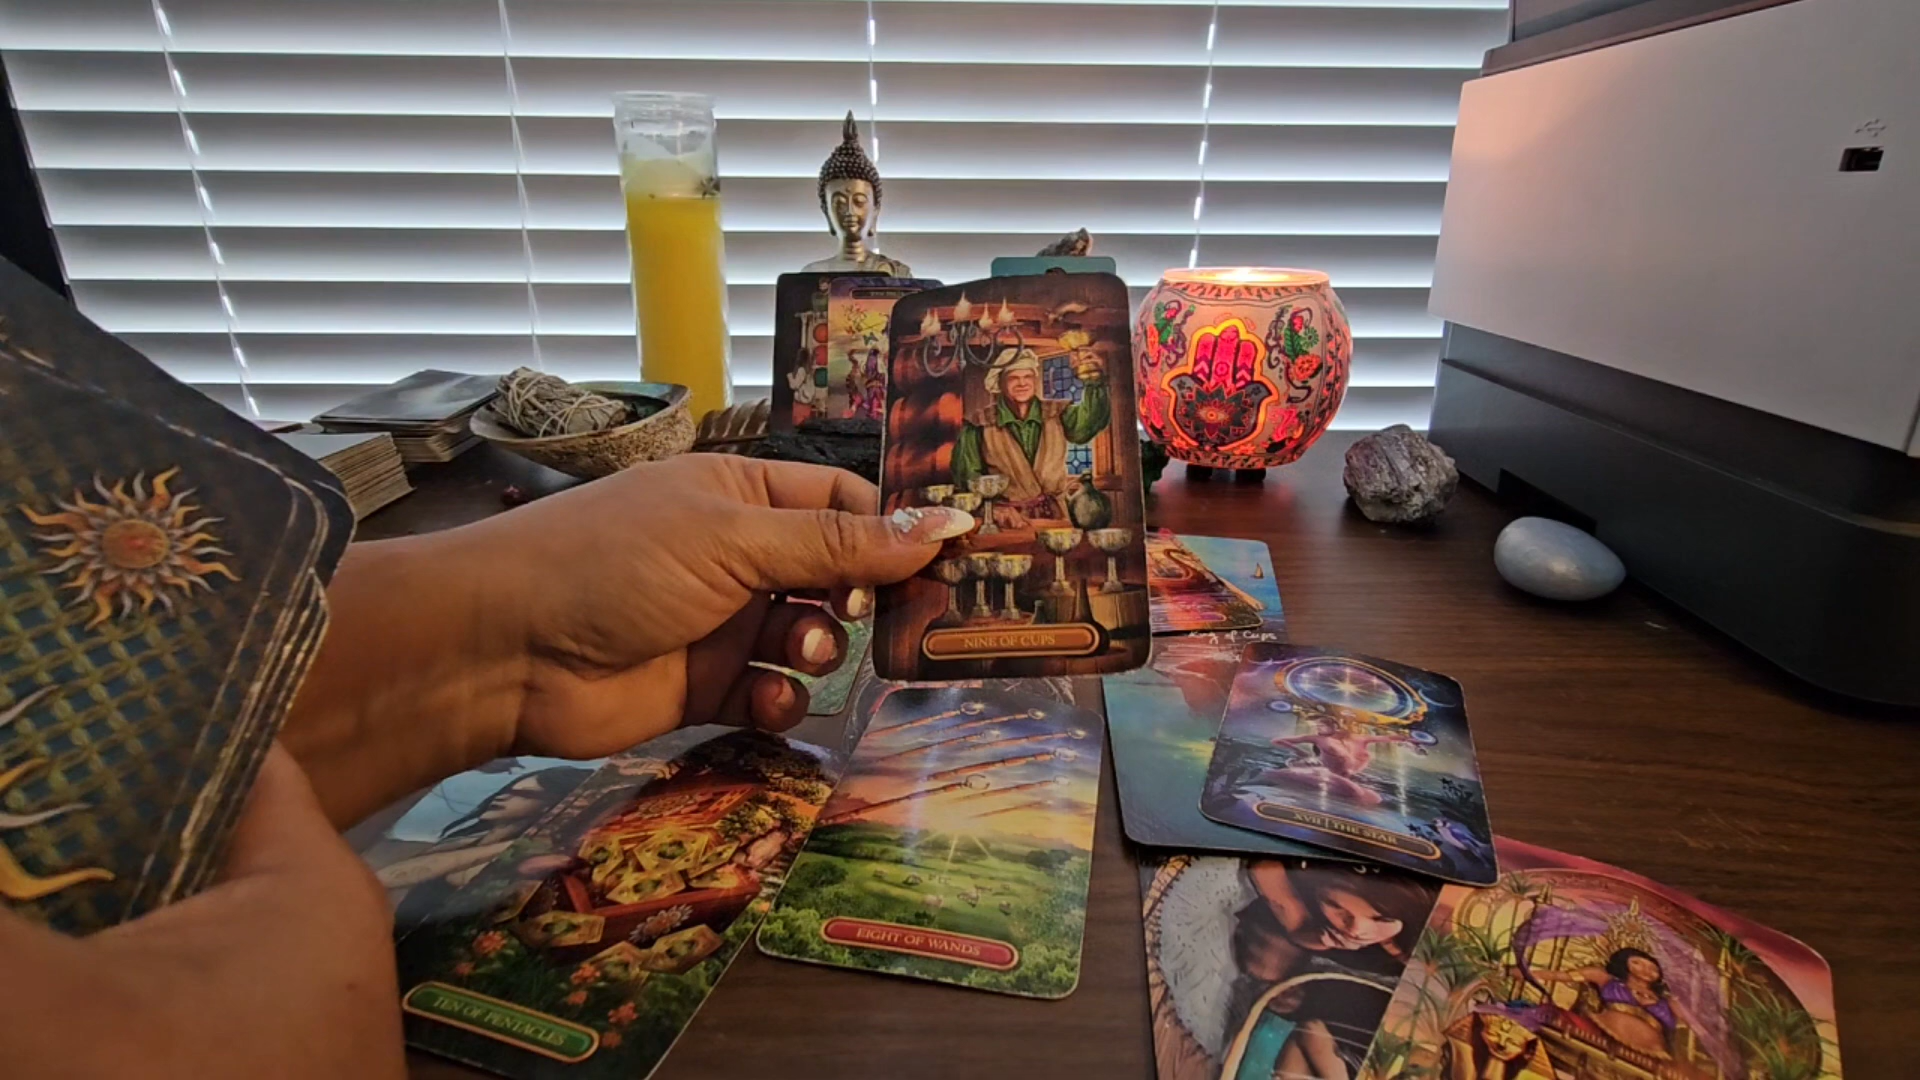 NINE OF CUPS
King of Cups
XVII | THE STAR
EIGHT OF WANDS
TEN OF PENTACLES